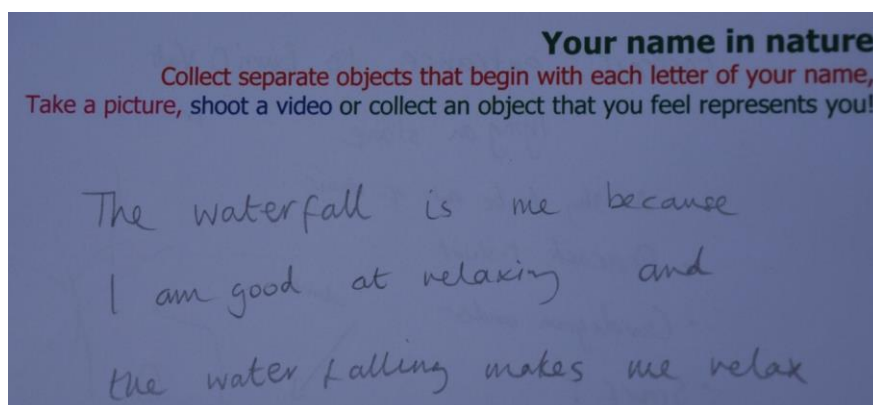 Your name in nature
Collect separate objects that begin with each letter of your name,
Take a picture, shoot a video or collect an object that you feel represents you!
The waterfall is me because
I am good at relaxing and
the water falling makes me relax